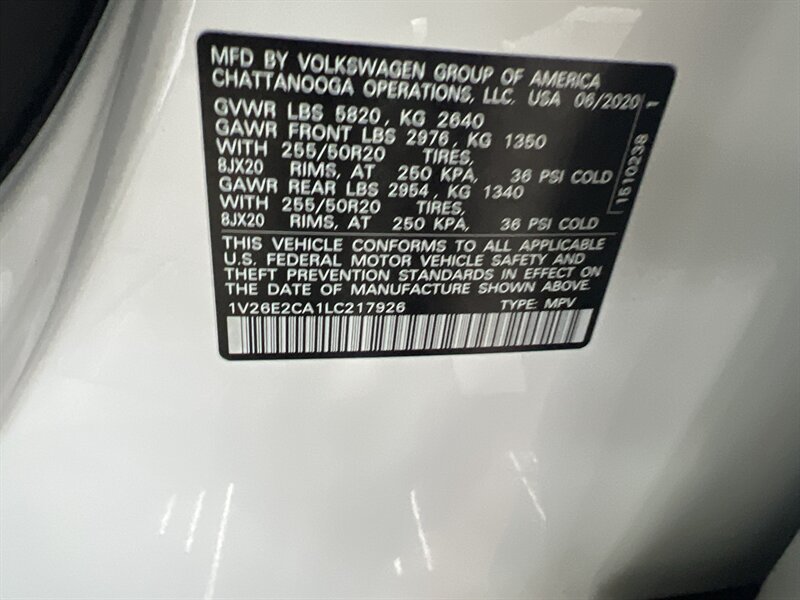 MFD BY VOLKSWAGEN GROUP OF AMERICA
CHATTANOOGA OPERATIONS, LLC, USA 06/2020
GVWR LBS 5820, KG 2640
GAWR FRONT LBS 2976, KG 1350
WITH 255/50R20 TIRES,
8JX20 RIMS, AT 250 KPA, 36 PSI COLD
GAWR REAR LBS 2954, KG 1340
WITH 255/50R20 TIRES,
8JX20 RIMS, AT 250 KPA, 36 PSI COLD
THIS VEHICLE CONFORMS TO ALL APPLICABLE
U.S. FEDERAL MOTOR VEHICLE SAFETY AND
THEFT PREVENTION STANDARDS IN EFFECT ON
THE DATE OF MANUFACTURE SHOWN ABOVE.
1V26E2CA1LC217926 TYPE: MPV
1610238 1